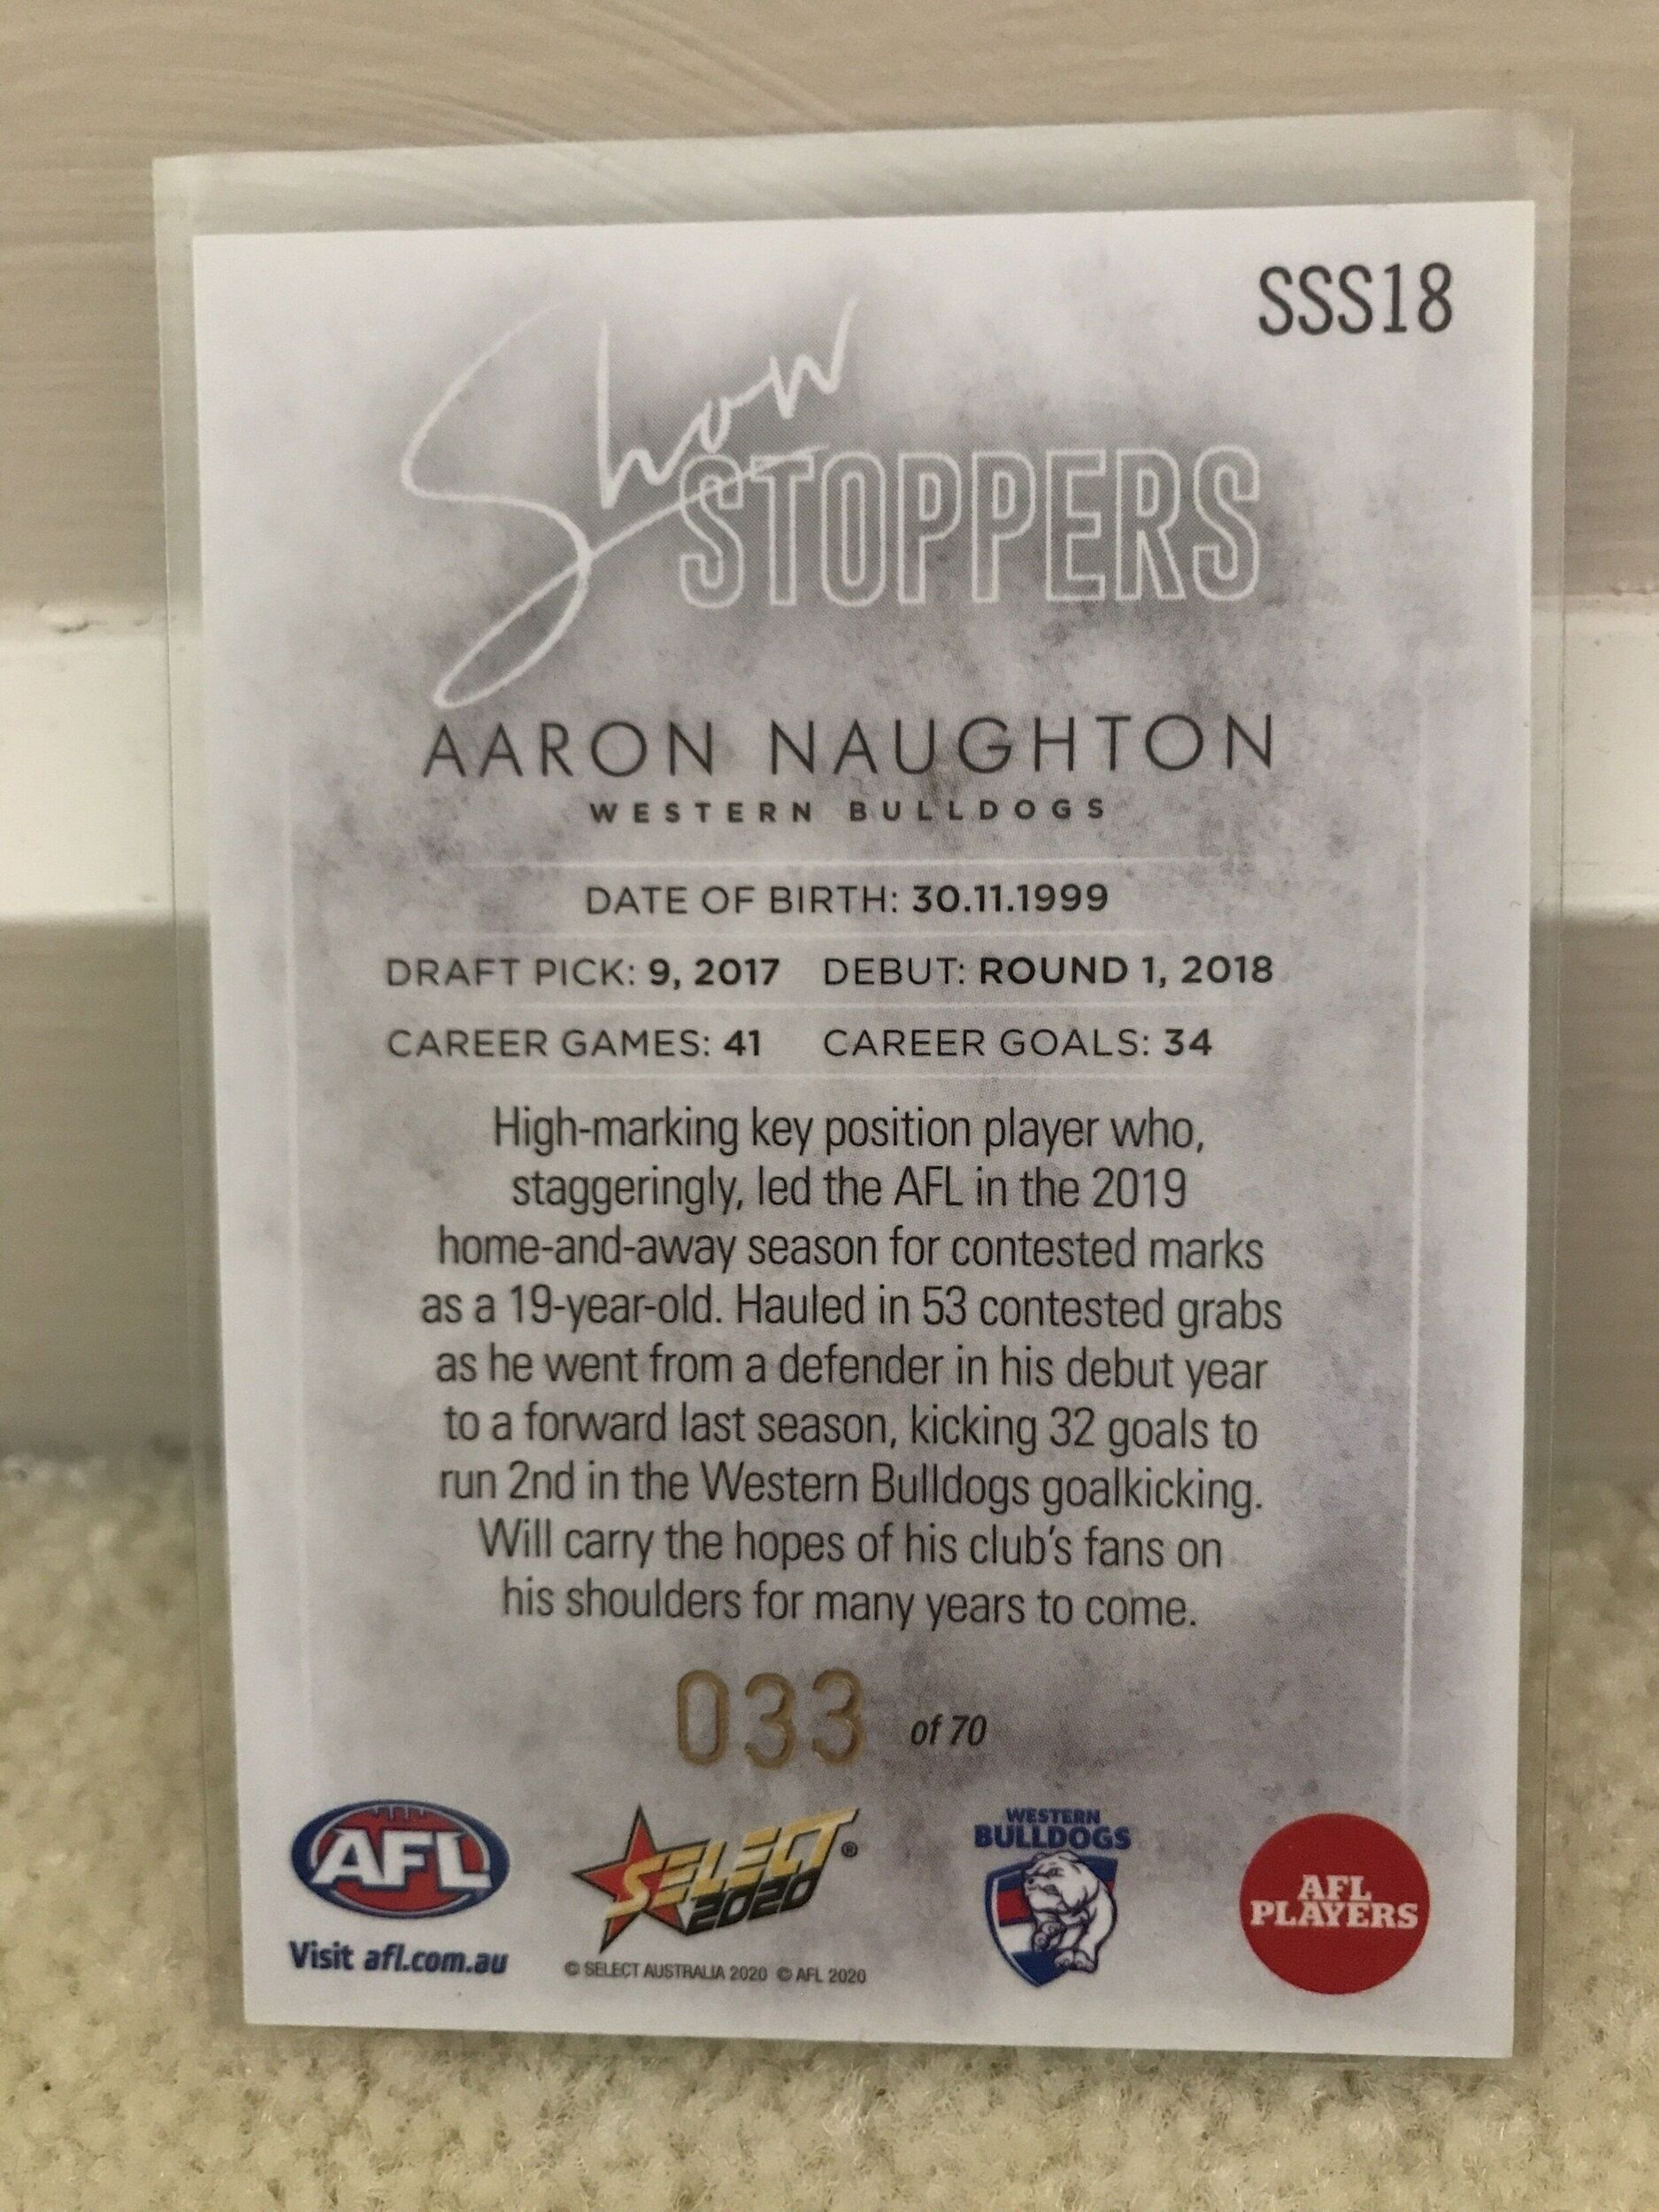 SSS18
Show
STOPPERS
AARON NAUGHTON
WESTERN BULLDOGS
DATE OF BIRTH: 30.11.1999
DRAFT PICK: 9, 2017 DEBUT: ROUND 1, 2018
CAREER GAMES: 41 CAREER GOALS: 34
High-marking key position player who,
staggeringly, led the AFL in the 2019
home-and-away season for contested marks
as a 19-year-old. Hauled in 53 contested grabs
as he went from a defender in his debut year
to a forward last season, kicking 32 goals to
run 2nd in the Western Bulldogs goalkicking.
Will carry the hopes of his club's fans on
his shoulders for many years to come.
033 of 70
AFL
Visit afl.com.au
SELECT®
2020
© SELECT AUSTRALIA 2020 © AFL 2020
WESTERN
BULLDOGS
AFL
PLAYERS